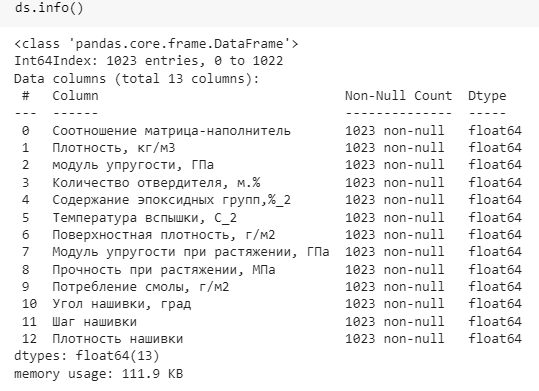 ds.info()
<class 'pandas.core.frame.DataFrame'>
Int64Index: 1023 entries, 0 to 1022
Data columns (total 13 columns):
 #   Column                                Non-Null Count  Dtype
---  ------                                --------------  -----
 0   Соотношение матрица-наполнитель       1023 non-null   float64
 1   Плотность, кг/м3                      1023 non-null   float64
 2   модуль упругости, ГПа                 1023 non-null   float64
 3   Количество отвердителя, м.%           1023 non-null   float64
 4   Содержание эпоксидных групп,%_2       1023 non-null   float64
 5   Температура вспышки, С_2              1023 non-null   float64
 6   Поверхностная плотность, г/м2         1023 non-null   float64
 7   Модуль упругости при растяжении, ГПа  1023 non-null   float64
 8   Прочность при растяжении, МПа         1023 non-null   float64
 9   Потребление смолы, г/м2               1023 non-null   float64
 10  Угол нашивки, град                    1023 non-null   float64
 11  Шаг нашивки                           1023 non-null   float64
 12  Плотность нашивки                     1023 non-null   float64
dtypes: float64(13)
memory usage: 111.9 KB